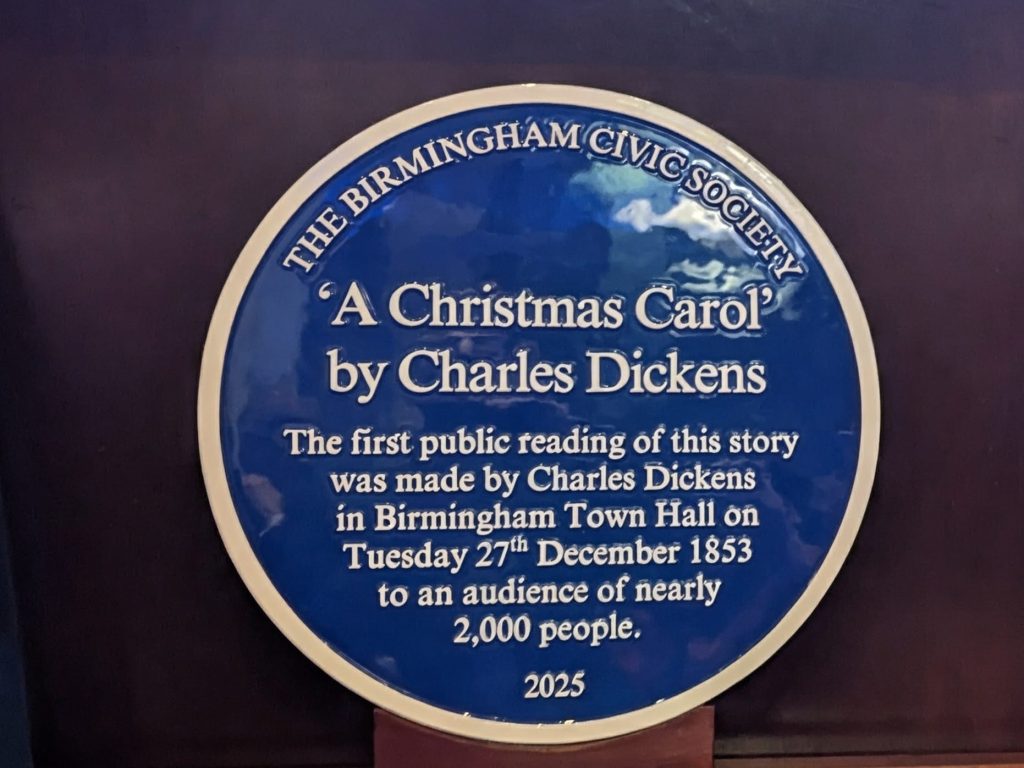 THE BIRMINGHAM CIVIC SOCIETY
‘A Christmas Carol’
by Charles Dickens
The first public reading of this story
was made by Charles Dickens
in Birmingham Town Hall on
Tuesday 27th December 1853
to an audience of nearly
2,000 people.
2025